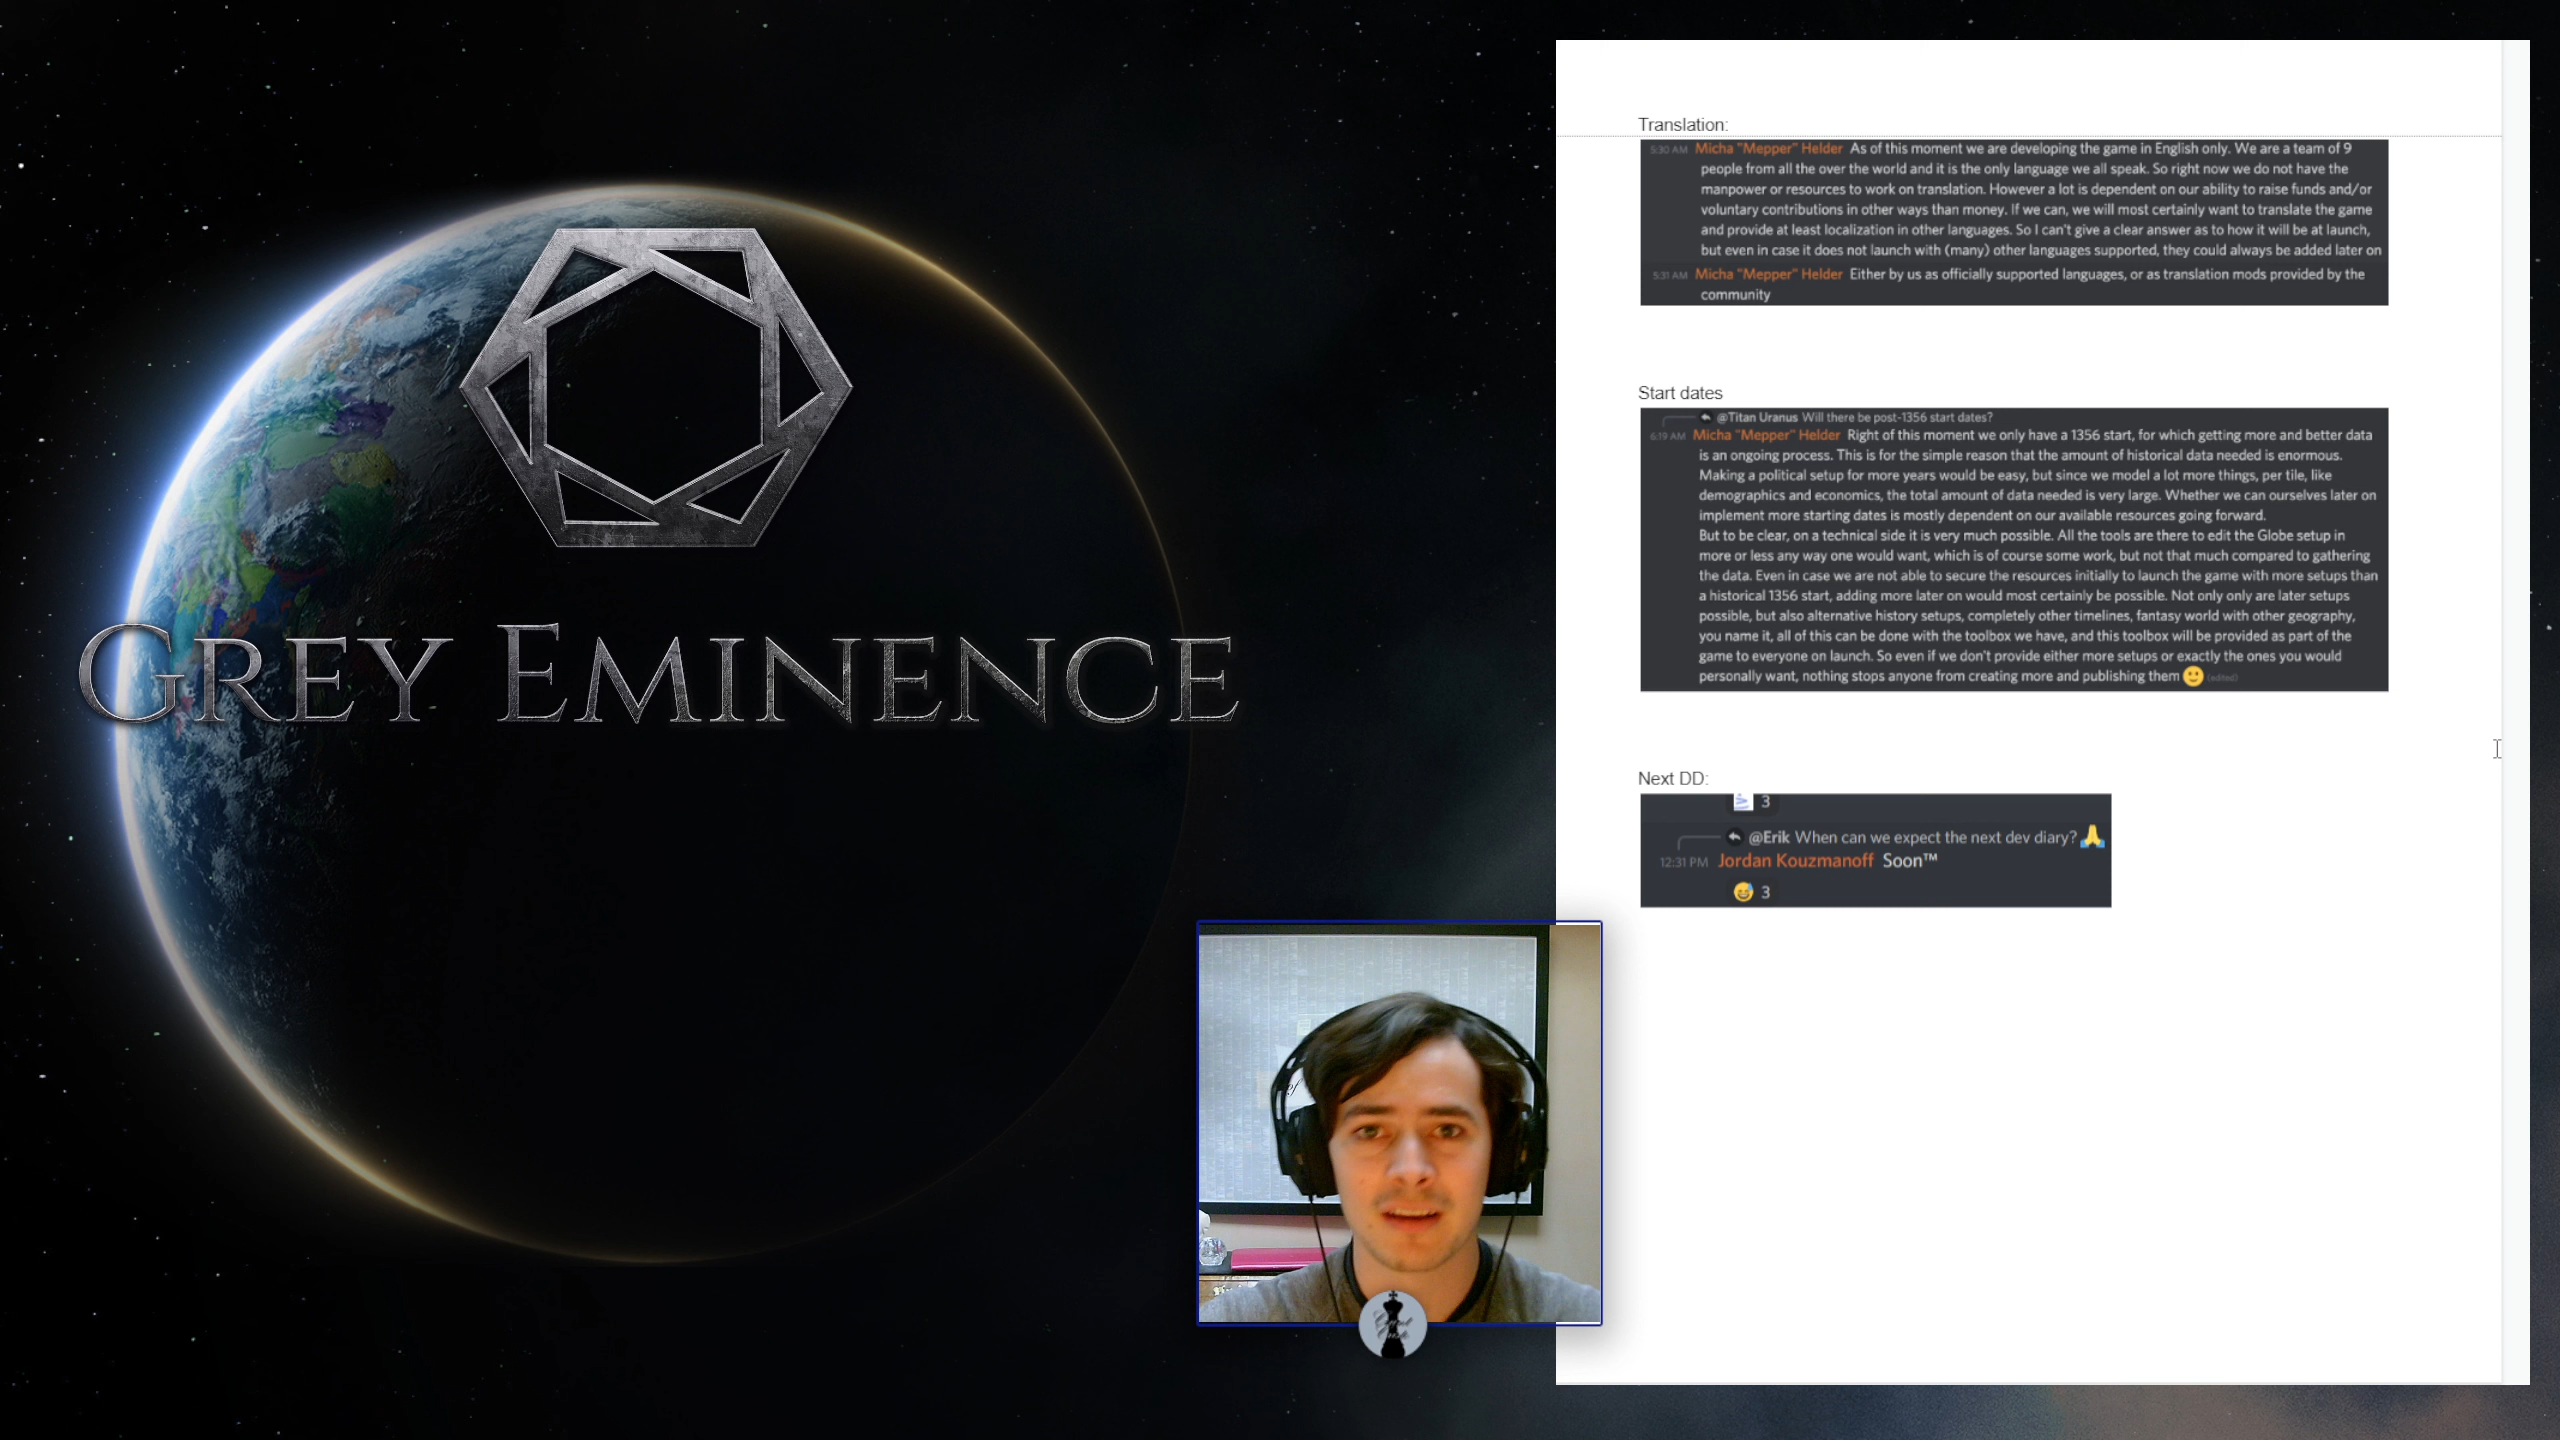 GREY EMINENCE
Translation:
5:30 AM Micha "Mepper" Helder As of this moment we are developing the game in English only. We are a team of 9
people from all the over the world and it is the only language we all speak. So right now we do not have the
manpower or resources to work on translation. However a lot is dependent on our ability to raise funds and/or
voluntary contributions in other ways than money. If we can, we will most certainly want to translate the game
and provide at least localization in other languages. So I can't give a clear answer as to how it will be at launch,
but even in case it does not launch with (many) other languages supported, they could always be added later on
5:31 AM Micha "Mepper" Helder Either by us as officially supported languages, or as translation mods provided by the
community
Start dates
@Titan Uranus Will there be post-1356 start dates?
6:19 AM Micha "Mepper" Helder Right of this moment we only have a 1356 start, for which getting more and better data
is an ongoing process. This is for the simple reason that the amount of historical data needed is enormous.
Making a political setup for more years would be easy, but since we model a lot more things, per tile, like
demographics and economics, the total amount of data needed is very large. Whether we can ourselves later on
implement more starting dates is mostly dependent on our available resources going forward.
But to be clear, on a technical side it is very much possible. All the tools are there to edit the Globe setup in
more or less any way one would want, which is of course some work, but not that much compared to gathering
the data. Even in case we are not able to secure the resources initially to launch the game with more setups than
a historical 1356 start, adding more later on would most certainly be possible. Not only only are later setups
possible, but also alternative history setups, completely other timelines, fantasy world with other geography,
you name it, all of this can be done with the toolbox we have, and this toolbox will be provided as part of the
game to everyone on launch. So even if we don't provide either more setups or exactly the ones you would
personally want, nothing stops anyone from creating more and publishing them 🙂 (edited)
Next DD:
3
@Erik When can we expect the next dev diary? 🙏
12:31 PM Jordan Kouzmanoff Soon™
😅 3
of